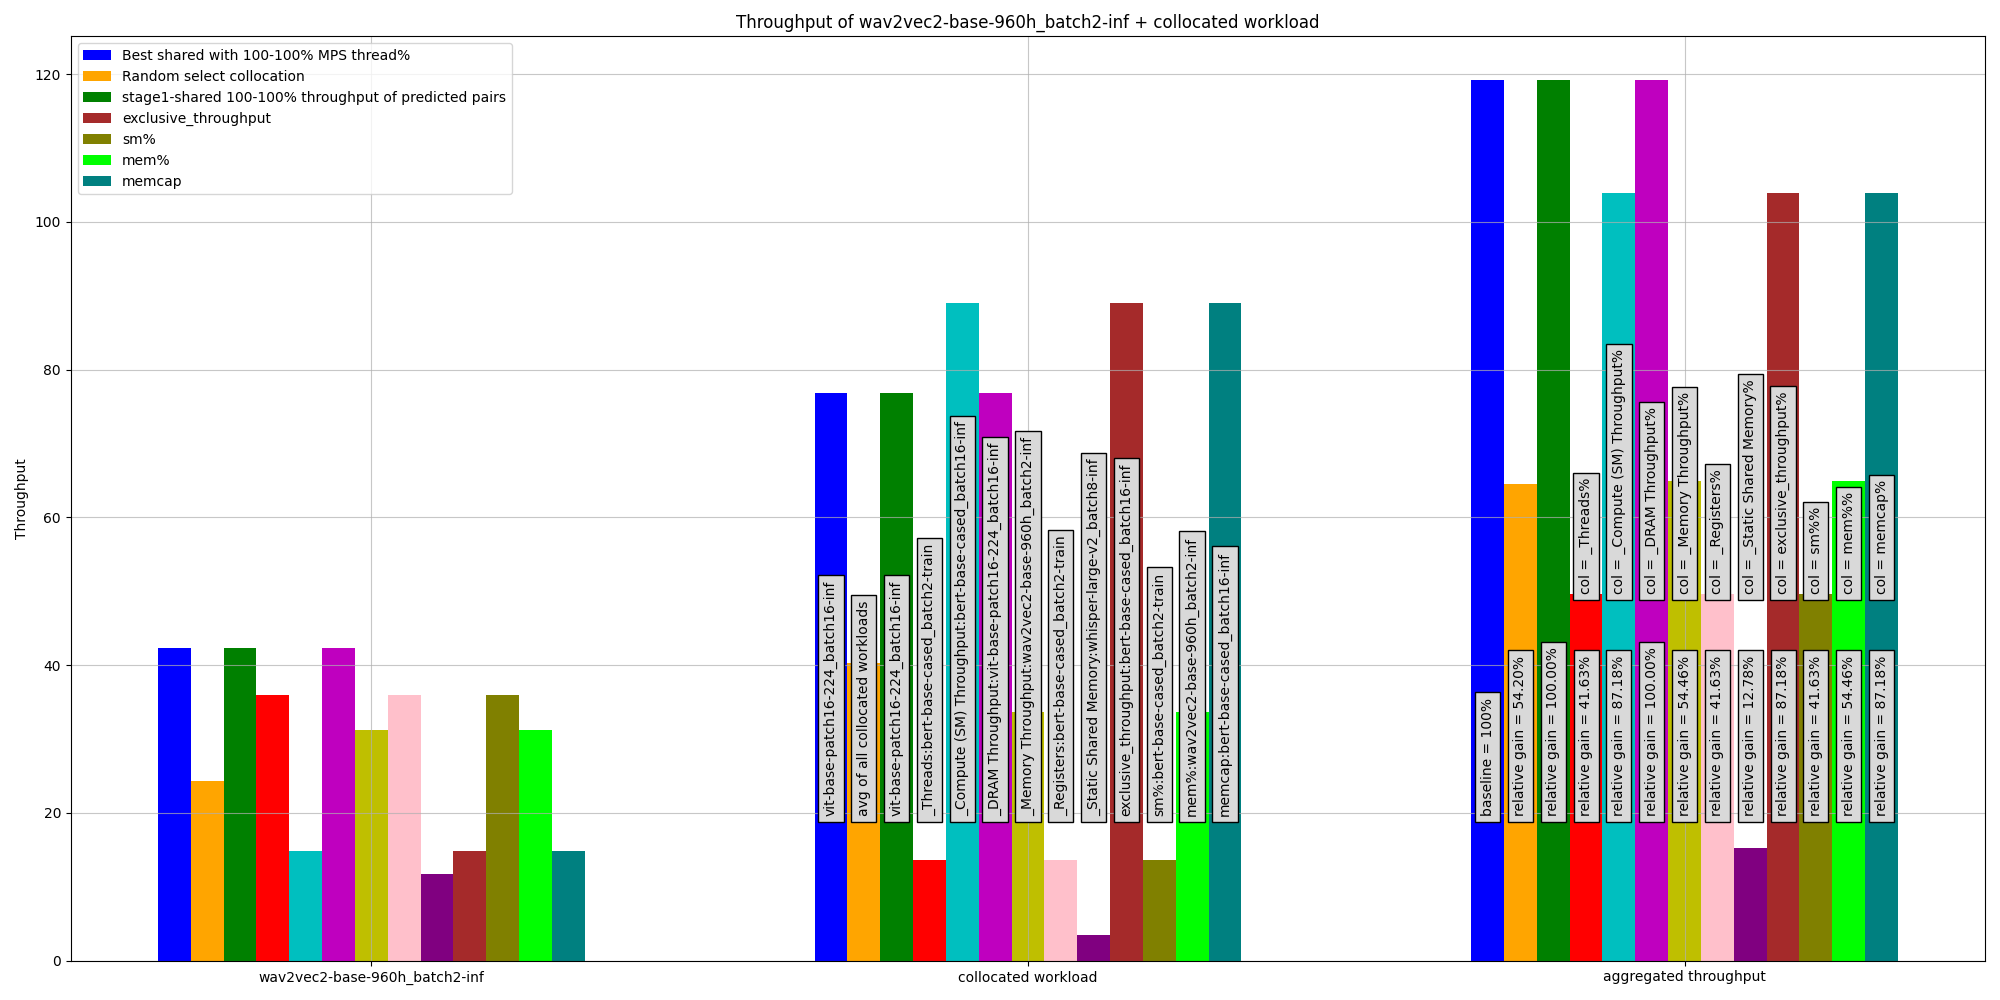 Throughput of wav2vec2-base-960h_batch2-inf + collocated workload
Best shared with 100-100% MPS thread%
Random select collocation
stage1-shared 100-100% throughput of predicted pairs
exclusive_throughput
sm%
mem%
memcap
Throughput
120
100
80
60
40
20
0
vit-base-patch16-224_batch16-inf
avg of all collocated workloads
vit-base-patch16-224_batch16-inf
_Threads:bert-base-cased_batch2-train
_Compute (SM) Throughput:bert-base-cased_batch16-inf
_DRAM Throughput:vit-base-patch16-224_batch16-inf
_Memory Throughput:wav2vec2-base-960h_batch2-inf
_Registers:bert-base-cased_batch2-train
_Static Shared Memory:whisper-large-v2_batch8-inf
exclusive_throughput:bert-base-cased_batch16-inf
sm%:bert-base-cased_batch2-train
mem%:wav2vec2-base-960h_batch2-inf
memcap:bert-base-cased_batch16-inf
col = _Threads%
col = _Compute (SM) Throughput%
col = _DRAM Throughput%
col = _Memory Throughput%
col = _Registers%
col = _Static Shared Memory%
col = exclusive_throughput%
col = sm%%
col = mem%%
col = memcap%
baseline = 100%
relative gain = 54.20%
relative gain = 100.00%
relative gain = 41.63%
relative gain = 87.18%
relative gain = 100.00%
relative gain = 54.46%
relative gain = 41.63%
relative gain = 12.78%
relative gain = 87.18%
relative gain = 41.63%
relative gain = 54.46%
relative gain = 87.18%
wav2vec2-base-960h_batch2-inf
collocated workload
aggregated throughput